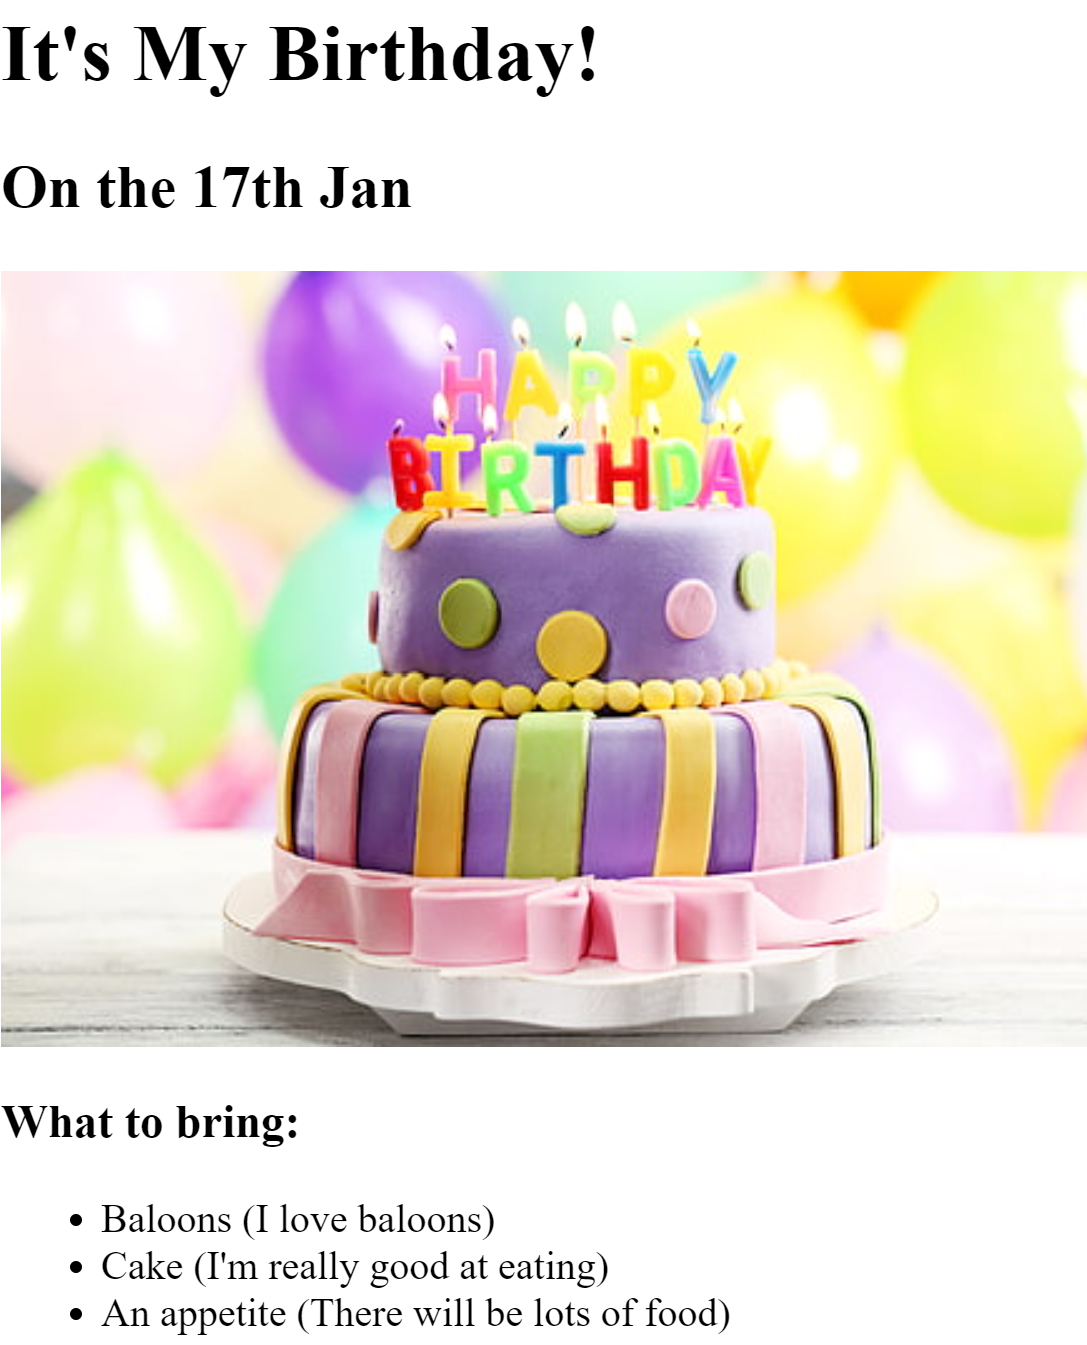 It's My Birthday!
On the 17th Jan
HAPPY
BIRTHDAY
What to bring:
Baloons (I love baloons)
Cake (I'm really good at eating)
An appetite (There will be lots of food)